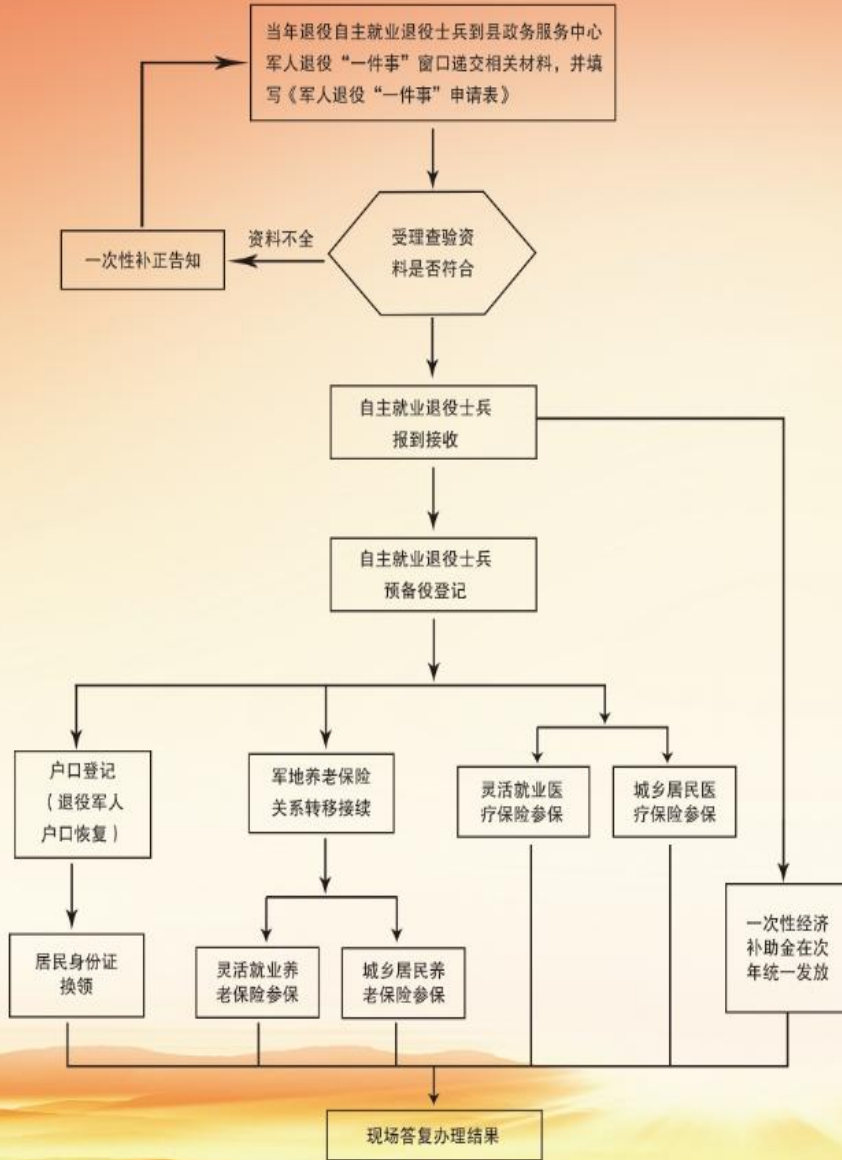 当年退役自主就业退役士兵到县政务服务中心
军人退役“一件事”窗口递交相关材料，并填
写《军人退役“一件事”申请表》
受理查验资
料是否符合
资料不全
一次性补正告知
自主就业退役士兵
报到接收
自主就业退役士兵
预备役登记
户口登记
（退役军人
户口恢复）
军地养老保险
关系转移接续
灵活就业医
疗保险参保
城乡居民医
疗保险参保
居民身份证
换领
灵活就业养
老保险参保
城乡居民养
老保险参保
一次性经济
补助金在次
年统一发放
现场答复办理结果